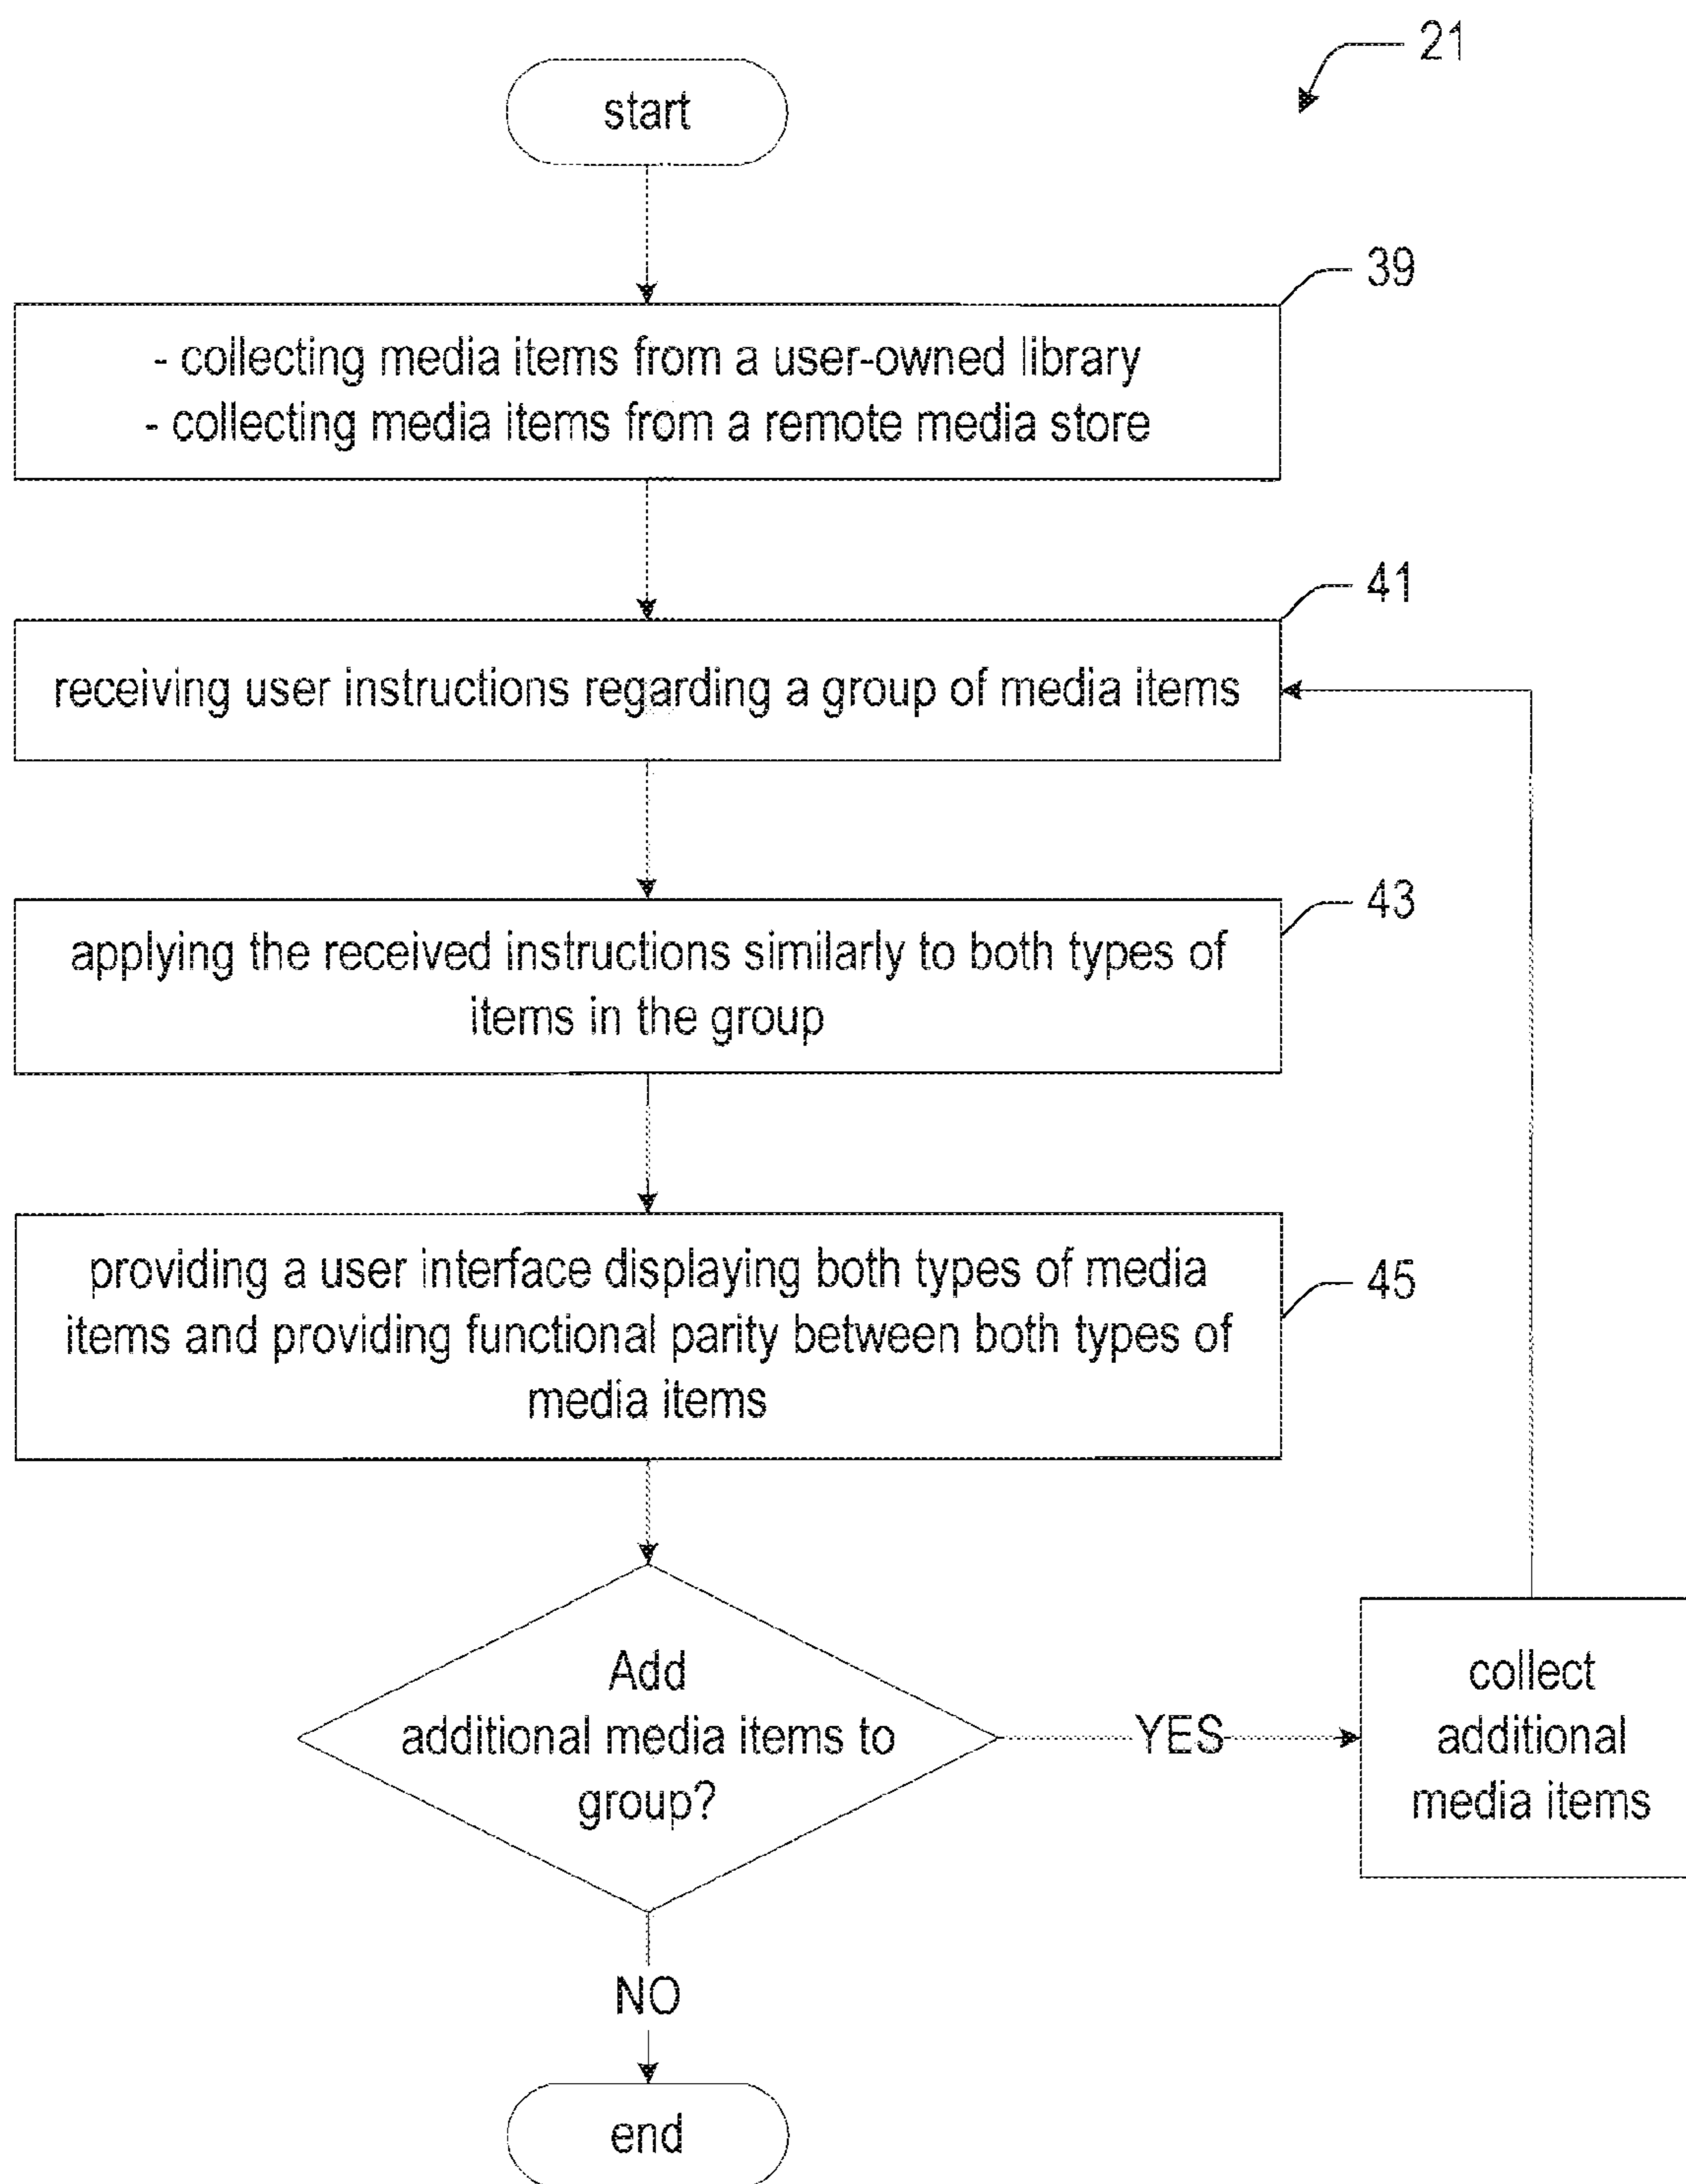 21
start
39
- collecting media items from a user-owned library
- collecting media items from a remote media store
41
receiving user instructions regarding a group of media items
43
applying the received instructions similarly to both types of
items in the group
45
providing a user interface displaying both types of media
items and providing functional parity between both types of
media items
Add
additional media items to
group?
YES
collect
additional
media items
NO
end